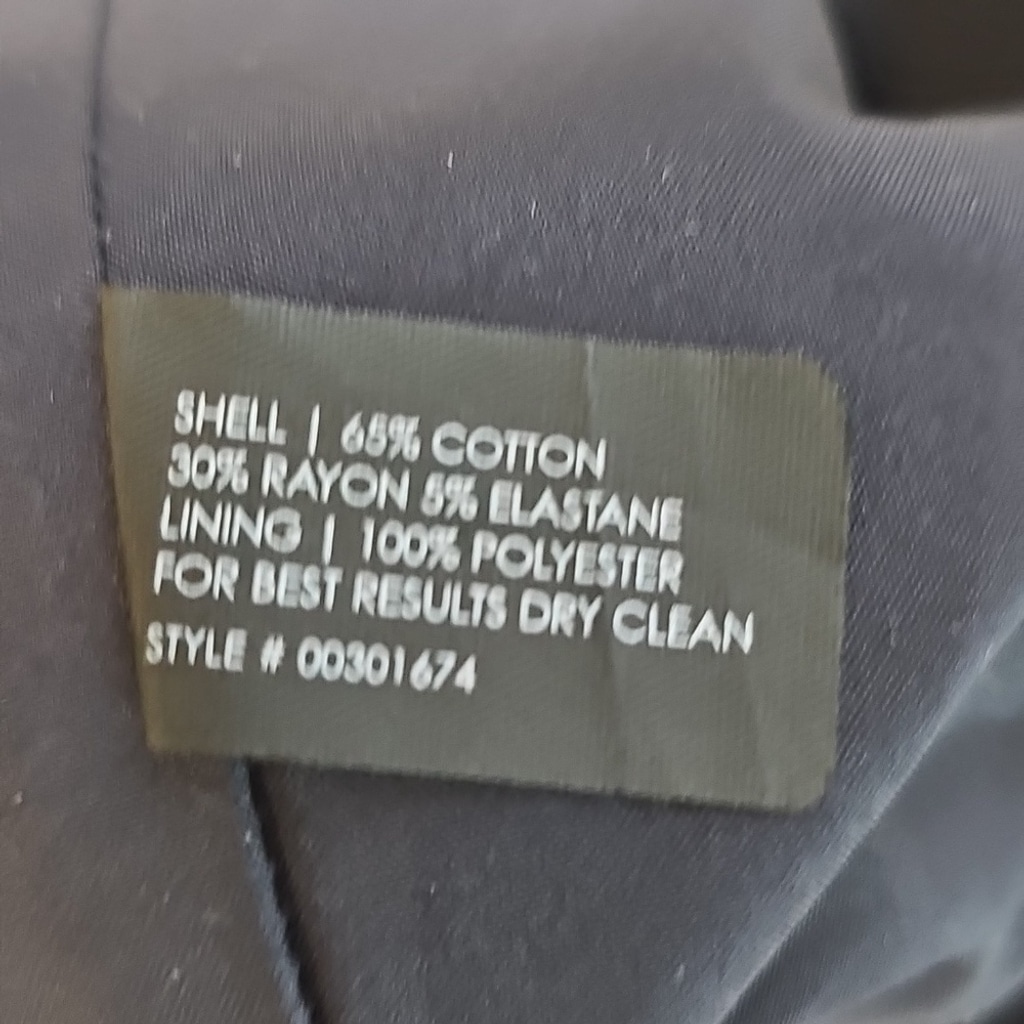 SHELL | 65% COTTON
30% RAYON 5% ELASTANE
LINING | 100% POLYESTER
FOR BEST RESULTS DRY CLEAN
STYLE # 00301674